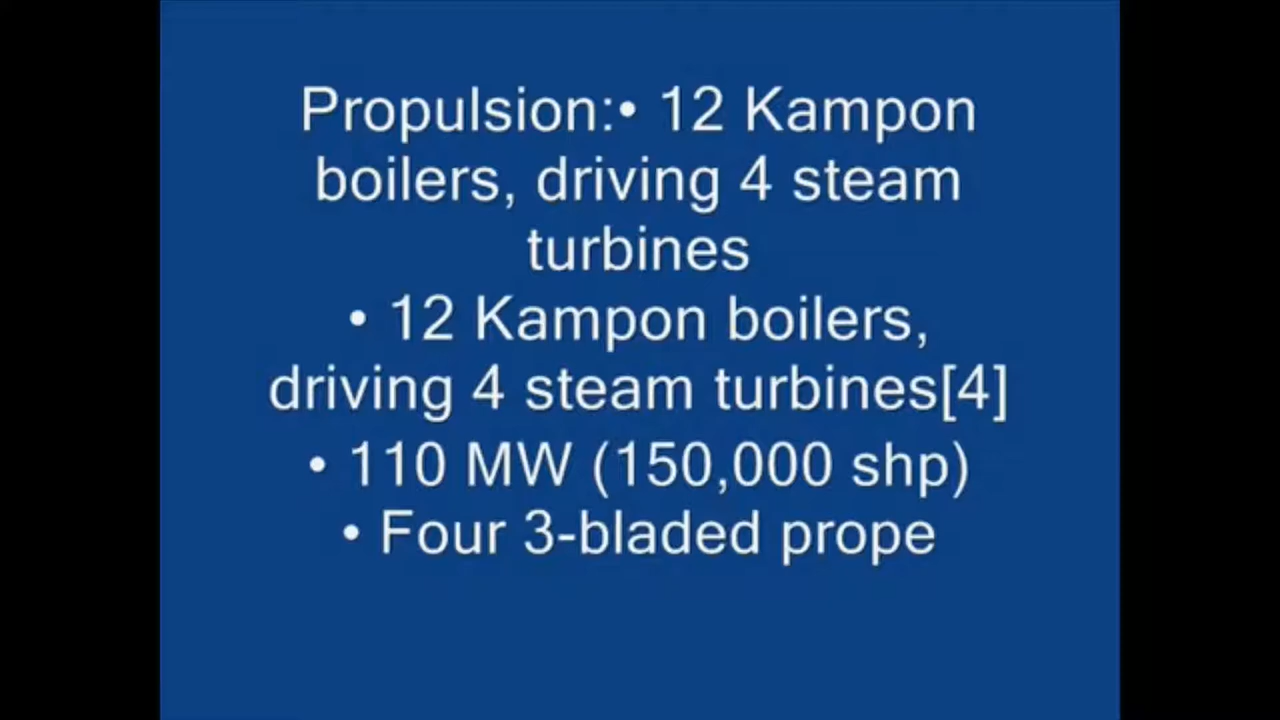 Propulsion:• 12 Kampon
boilers, driving 4 steam
turbines
• 12 Kampon boilers,
driving 4 steam turbines[4]
• 110 MW (150,000 shp)
• Four 3-bladed prope